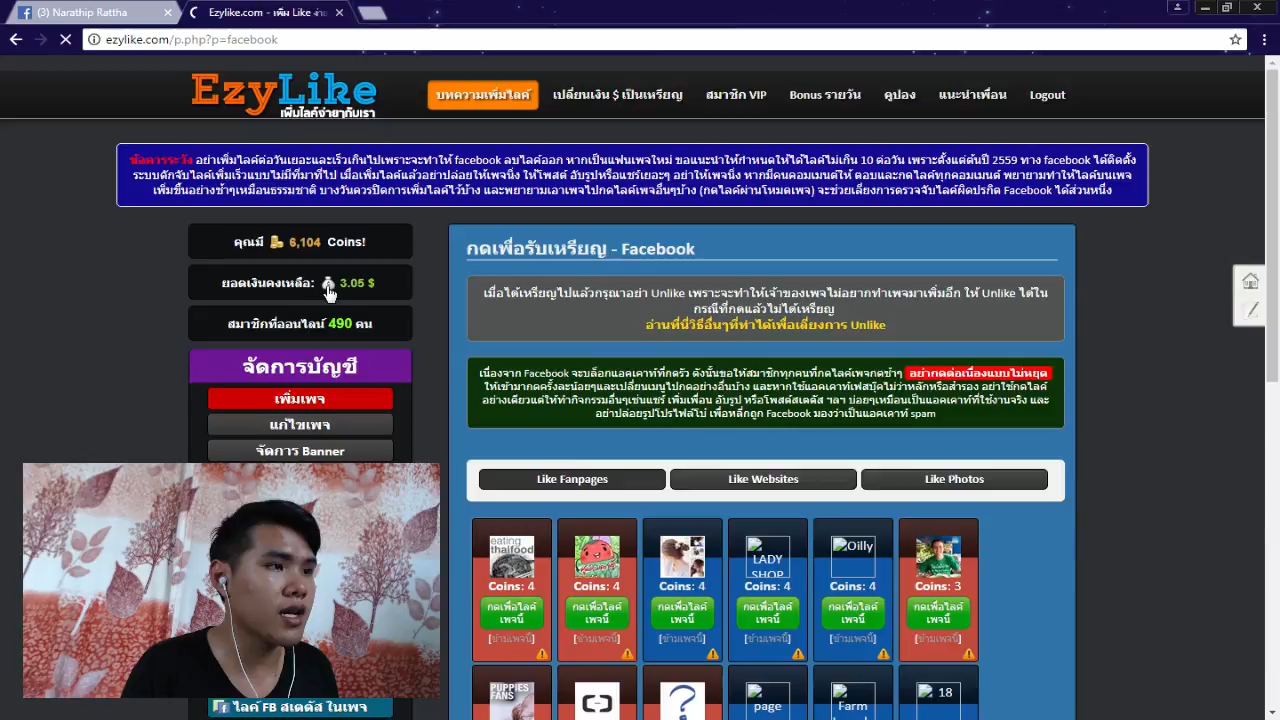 (3) Narathip Rattha
Ezylike.com - เพิ่ม Like ง่าย
ezylike.com/p.php?p=facebook
EzyLike
เพิ่มไลค์ง่ายๆกับเรา
บทความเพิ่มไลค์
เปลี่ยนเงิน $ เป็นเหรียญ
สมาชิก VIP
Bonus รายวัน
คูปอง
แนะนำเพื่อน
Logout
ข้อควรระวัง อย่าเพิ่มไลค์ต่อวันเยอะและเร็วเกินไปเพราะจะทำให้ facebook ลบไลค์ออก หากเป็นแฟนเพจใหม่ ขอแนะนำให้กำหนดให้ได้ไลค์ไม่เกิน 10 ต่อวัน เพราะตั้งแต่ต้นปี 2559 ทาง facebook ได้ติดตั้ง
ระบบดักจับไลค์เพิ่มเร็วแบบไม่มีที่มาที่ไป เมื่อเพิ่มไลค์แล้วอย่าปล่อยให้เพจนิ่ง ให้โพสต์ อัปรูปหรือแชร์เยอะๆ อย่าให้เพจนิ่ง หากมีคนคอมเมนต์ให้ ตอบและกดไลค์ทุกคอมเมนต์ พยายามทำให้ไลค์บนเพจ
เพิ่มขึ้นอย่างช้าๆเหมือนธรรมชาติ บางวันควรปิดการเพิ่มไลค์ไว้บ้าง และพยายามเอาเพจไปกดไลค์เพจอื่นๆบ้าง (กดไลค์ผ่านโหมดเพจ) จะช่วยเลี่ยงการตรวจจับไลค์ผิดปรกติ Facebook ได้ส่วนหนึ่ง
คุณมี 6,104 Coins!
ยอดเงินคงเหลือ: 3.05 $
สมาชิกที่ออนไลน์ 490 คน
จัดการบัญชี
เพิ่มเพจ
แก้ไขเพจ
จัดการ Banner
ไลค์ FB สเตตัส ในเพจ
กดเพื่อรับเหรียญ - Facebook
เมื่อได้เหรียญไปแล้วกรุณาอย่า Unlike เพราะจะทำให้เจ้าของเพจไม่อยากทำเพจมาเพิ่มอีก ให้ Unlike ได้ใน
กรณีที่กดแล้วไม่ได้เหรียญ
อ่านที่นี่วิธีอื่นๆที่ทำได้เพื่อเลี่ยงการ Unlike
เนื่องจาก Facebook จะบล็อกแอคเคาท์ที่กดรัว ดังนั้นขอให้สมาชิกทุกคนที่กดไลค์เพจกดช้าๆ อย่ากดต่อเนื่องแบบไม่หยุด
ให้เข้ามากดครั้งละน้อยๆและเปลี่ยนเมนูไปกดอย่างอื่นบ้าง และหากใช้แอคเคาท์เฟสบุ๊คไม่ว่าหลักหรือสำรอง อย่าใช้กดไลค์
อย่างเดียวแต่ให้ทำกิจกรรมอื่นๆเช่นแชร์ เพิ่มเพื่อน อัปรูป หรือโพสต์สเตตัส ฯลฯ บ่อยๆเหมือนเป็นแอคเคาท์ที่ใช้งานจริง และ
อย่าปล่อยรูปโปรไฟล์โบ๋ เพื่อหลีกถูก Facebook มองว่าเป็นแอคเคาท์ spam
Like Fanpages
Like Websites
Like Photos
eating
thaifood
LADY
SHOP
Oilly
Coins: 4
Coins: 4
Coins: 4
Coins: 4
Coins: 4
Coins: 3
กดเพื่อไลค์
เพจนี้
กดเพื่อไลค์
เพจนี้
กดเพื่อไลค์
เพจนี้
กดเพื่อไลค์
เพจนี้
กดเพื่อไลค์
เพจนี้
กดเพื่อไลค์
เพจนี้
[ข้ามเพจนี้]
[ข้ามเพจนี้]
[ข้ามเพจนี้]
[ข้ามเพจนี้]
[ข้ามเพจนี้]
[ข้ามเพจนี้]
PUPPIES
FANS
page
Farm
18